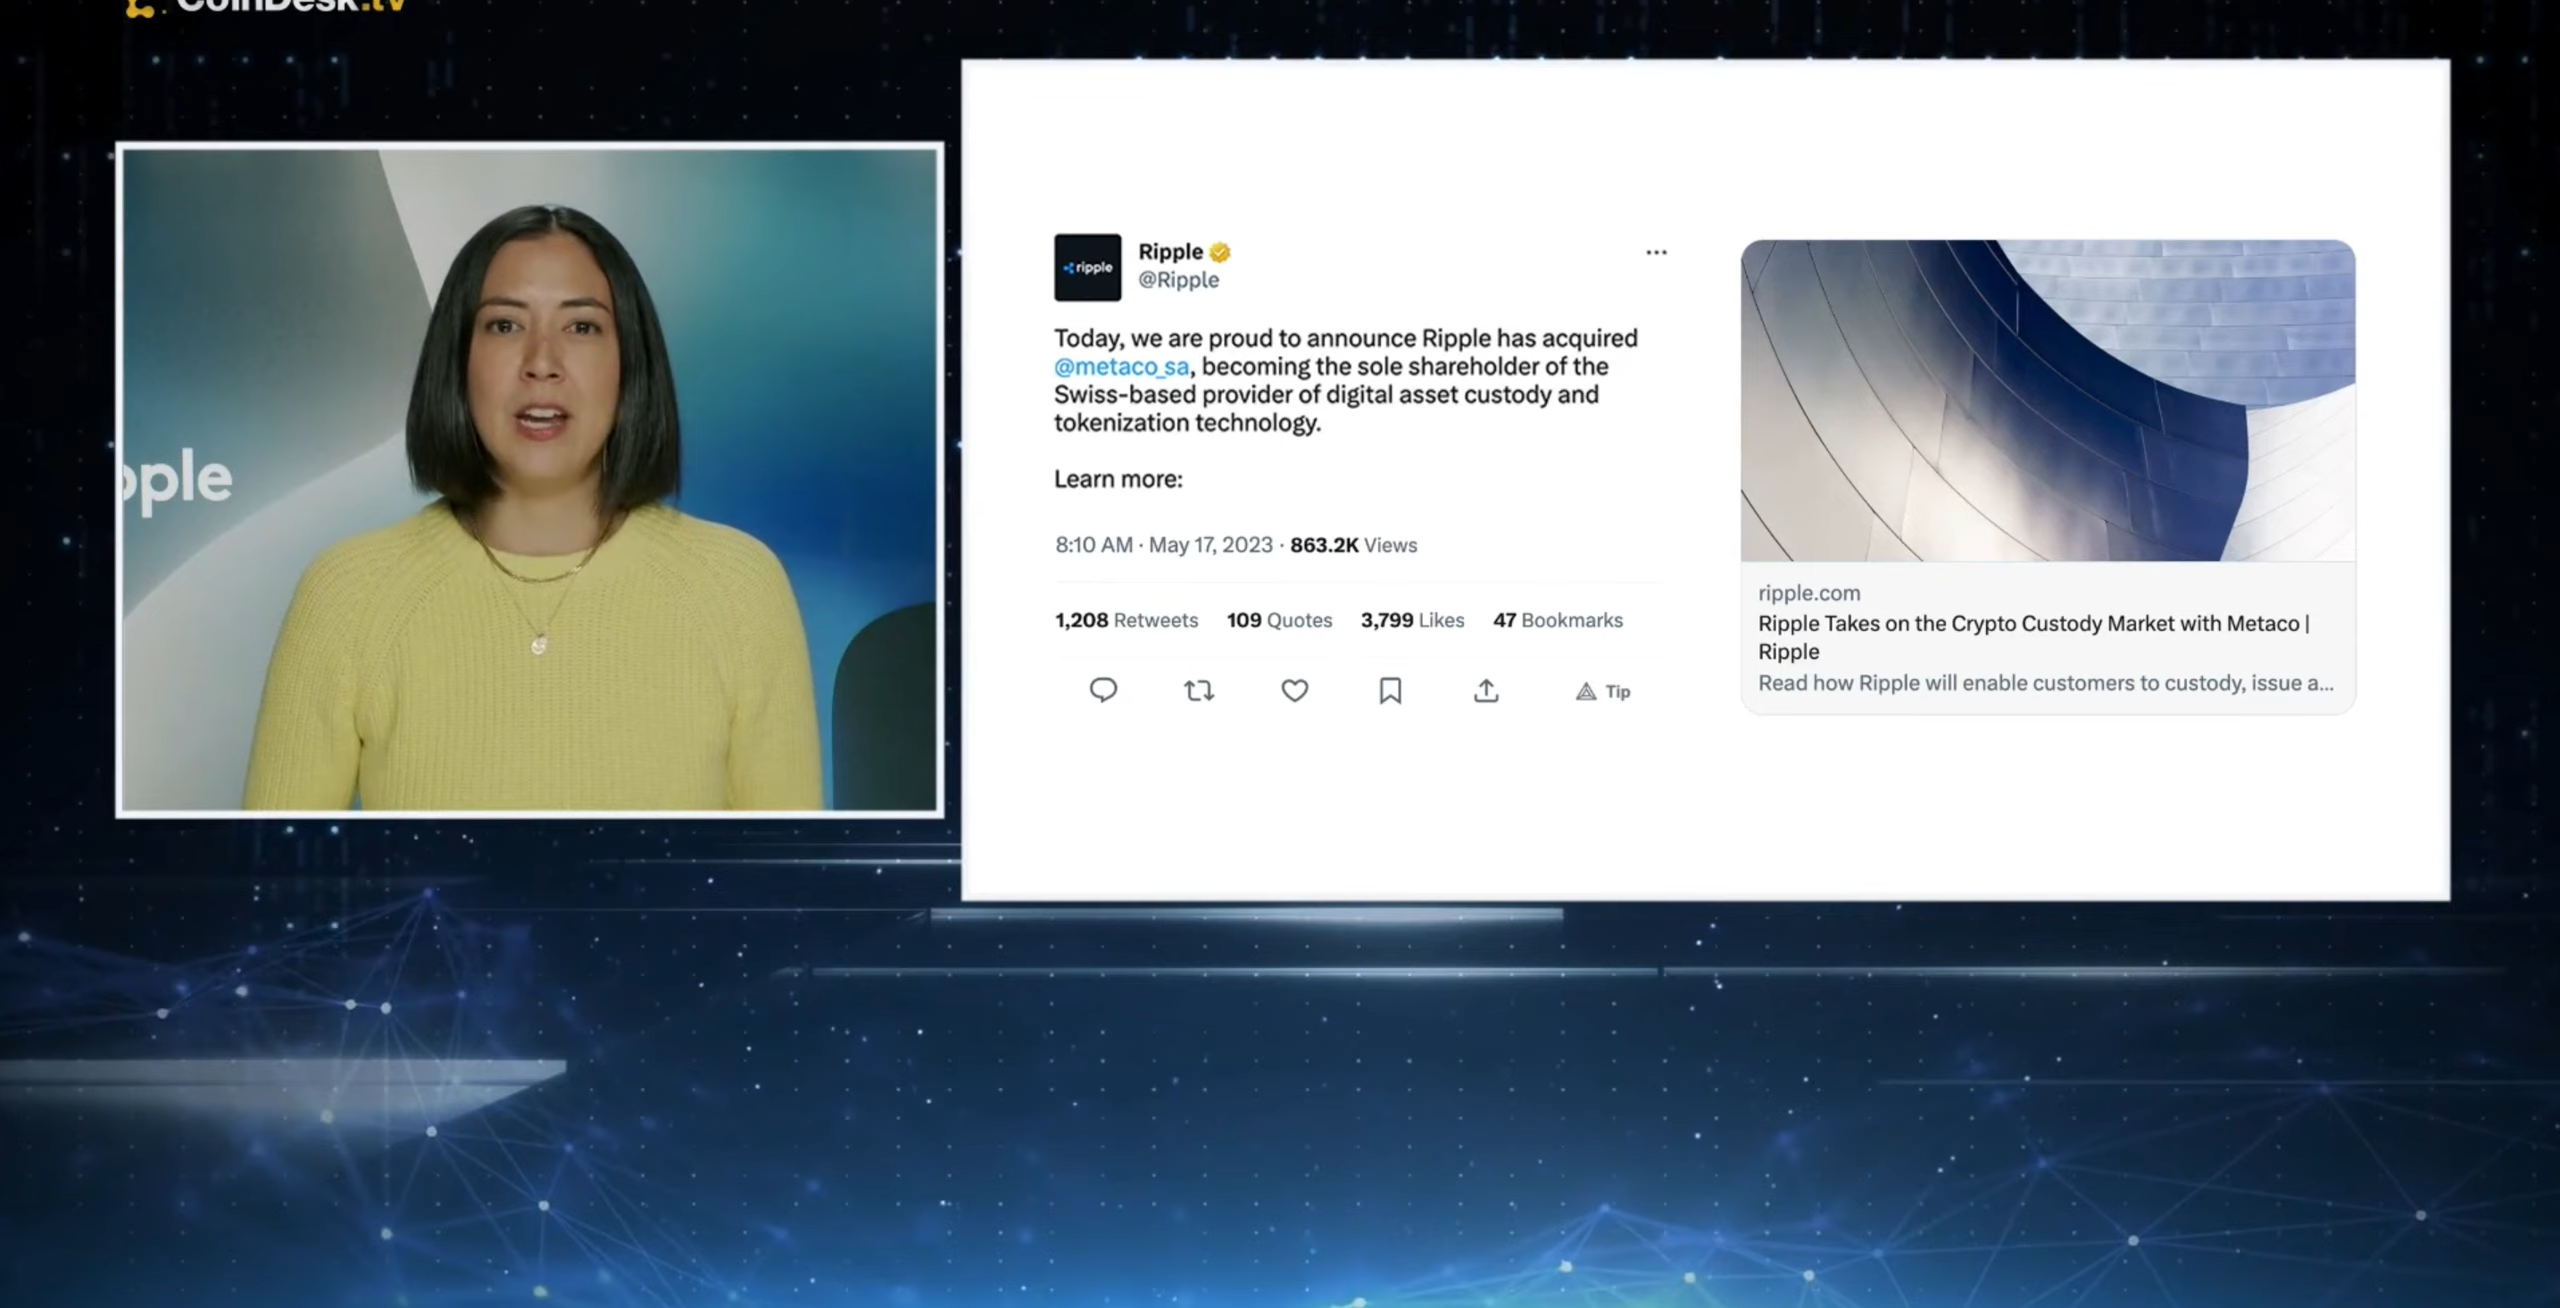 CoinDesk.tv
pple
ripple
Ripple
@Ripple
Today, we are proud to announce Ripple has acquired
@metaco_sa, becoming the sole shareholder of the
Swiss-based provider of digital asset custody and
tokenization technology.
Learn more:
8:10 AM · May 17, 2023 · 863.2K Views
1,208 Retweets 109 Quotes 3,799 Likes 47 Bookmarks
Tip
ripple.com
Ripple Takes on the Crypto Custody Market with Metaco |
Ripple
Read how Ripple will enable customers to custody, issue a...